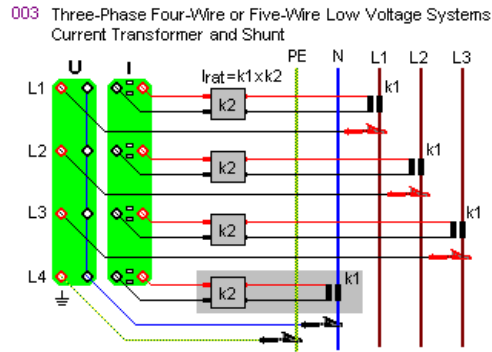 003 Three-Phase Four-Wire or Five-Wire Low Voltage Systems
Current Transformer and Shunt
PE N L1 L2 L3
U I
Irat=k1xk2
L1 k2 k1
L2 k2 k1
L3 k2 k1
L4 k2 k1